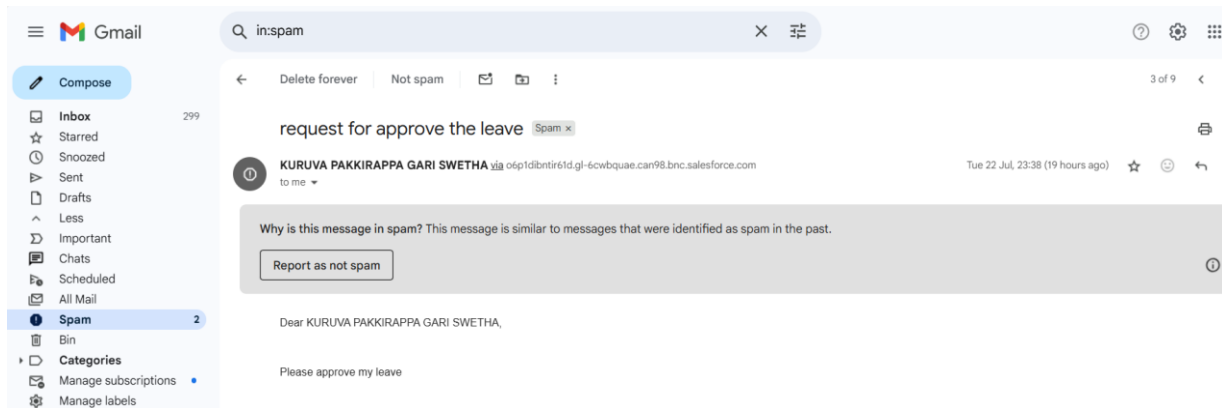 Gmail
in:spam
Compose
Delete forever
Not spam
3 of 9
Inbox 299
Starred
Snoozed
Sent
Drafts
Less
Important
Chats
Scheduled
All Mail
Spam 2
Bin
Categories
Manage subscriptions
Manage labels
request for approve the leave Spam ×
KURUVA PAKKIRAPPA GARI SWETHA via o6p1dibntir61d.gl-6cwbquae.can98.bnc.salesforce.com Tue 22 Jul, 23:38 (19 hours ago)
to me
Why is this message in spam? This message is similar to messages that were identified as spam in the past.
Report as not spam
Dear KURUVA PAKKIRAPPA GARI SWETHA,
Please approve my leave